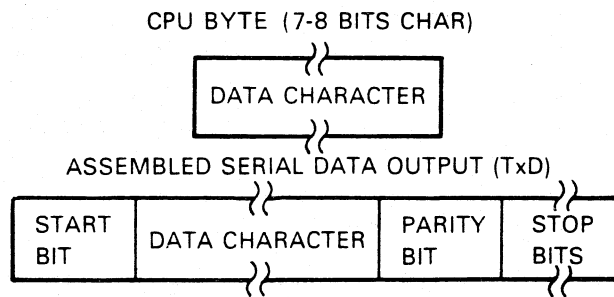 CPU BYTE (7-8 BITS CHAR)
DATA CHARACTER
ASSEMBLED SERIAL DATA OUTPUT (TxD)
START BIT
DATA CHARACTER
PARITY BIT
STOP BITS